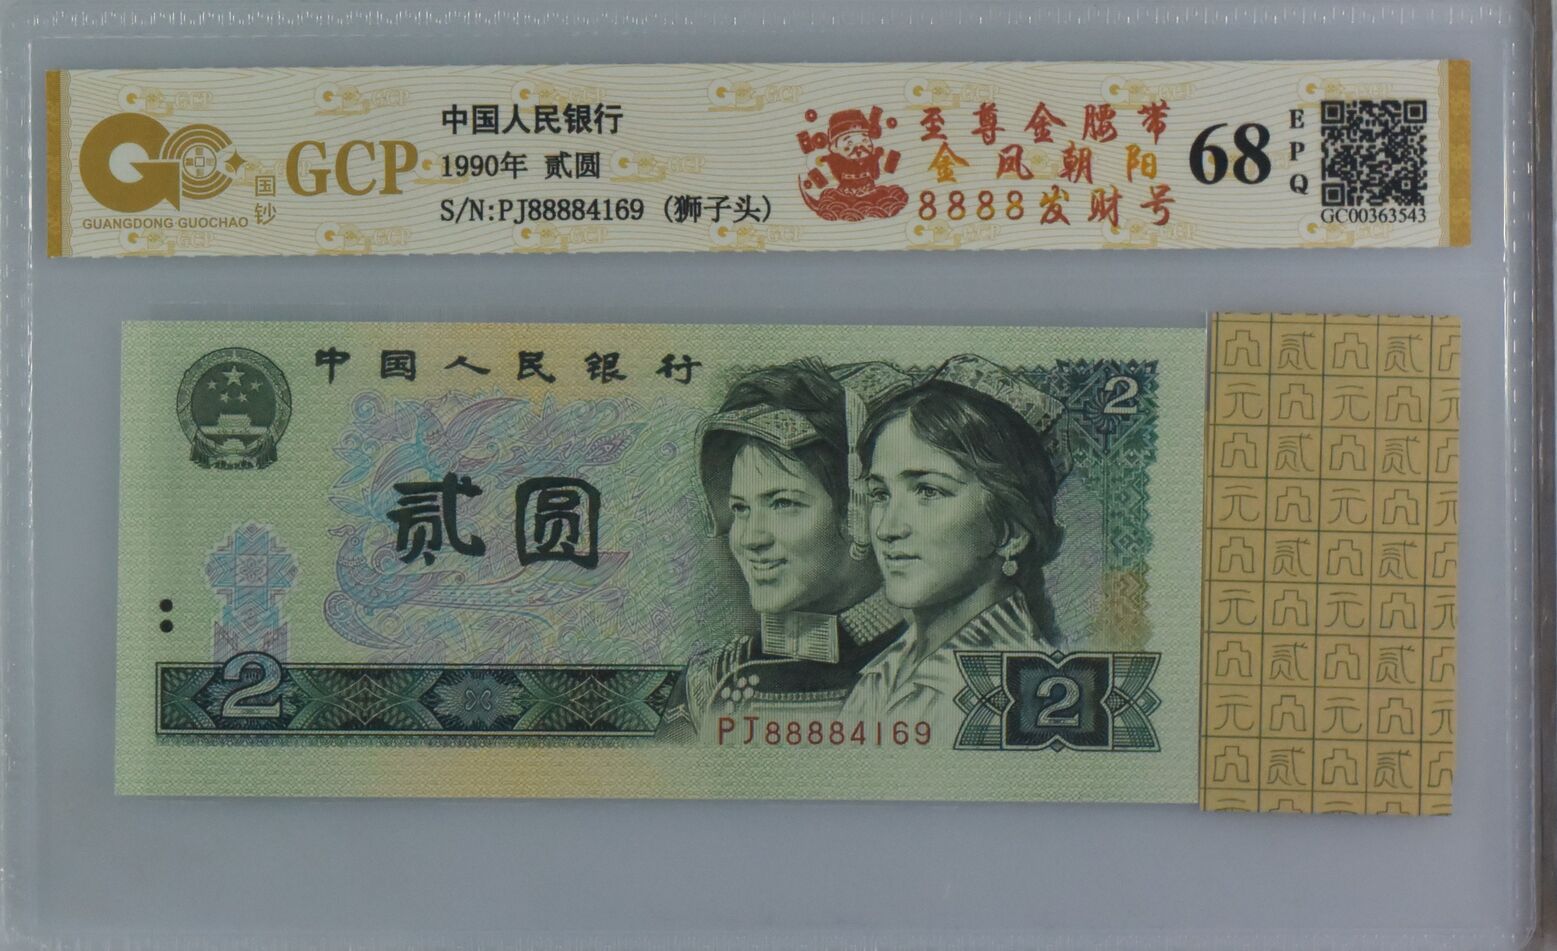 GCP
国钞
GUANGDONG GUOCHAO
中国人民银行
1990年 贰圆
S/N:PJ88884169 (狮子头)
至尊金腰带
金凤朝阳
8888发财号
68
EPQ
GC00363543
中国人民银行
2
贰圆
2
PJ88884169
2